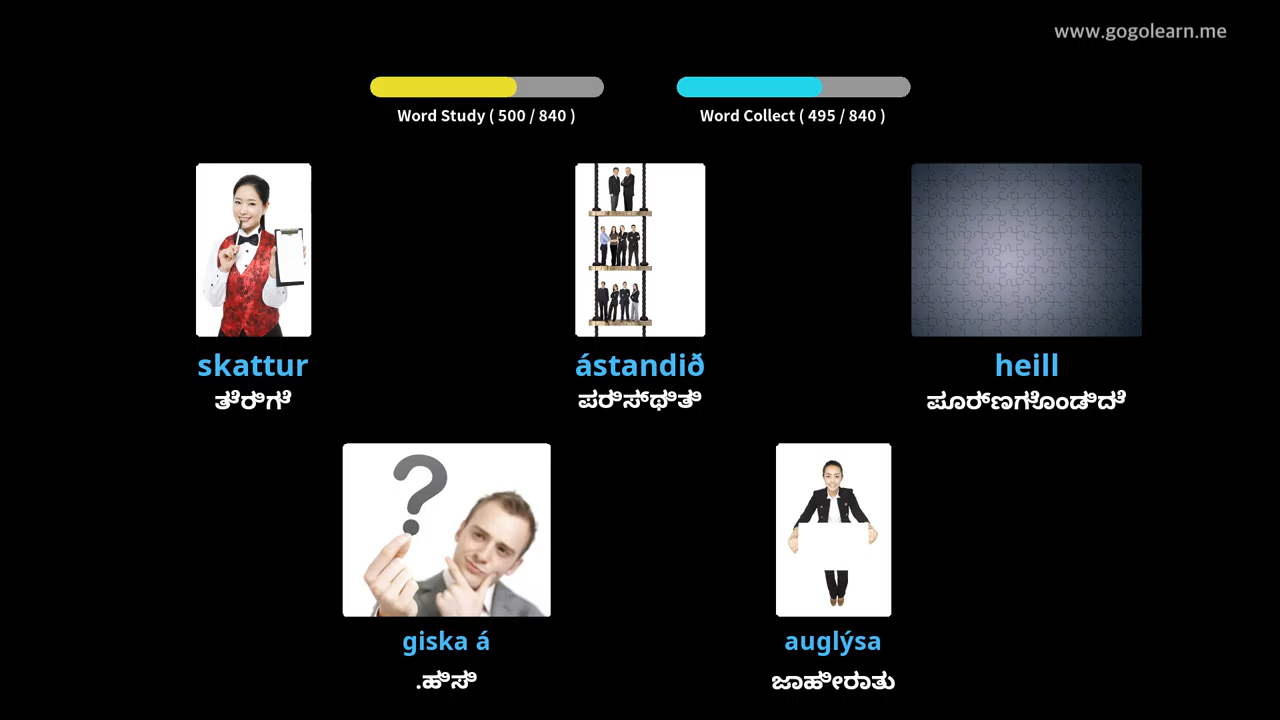 www.gogolearn.me
Word Study ( 500 / 840 )
Word Collect ( 495 / 840 )
skattur
ತೆರಿಗೆ
ástandið
ಪರಿಸ್ಥಿತಿ
heill
ಪೂರ್ಣಗೊಂಡಿದೆ
giska á
.ಹಿಸಿ
auglýsa
ಜಾಹೀರಾತು